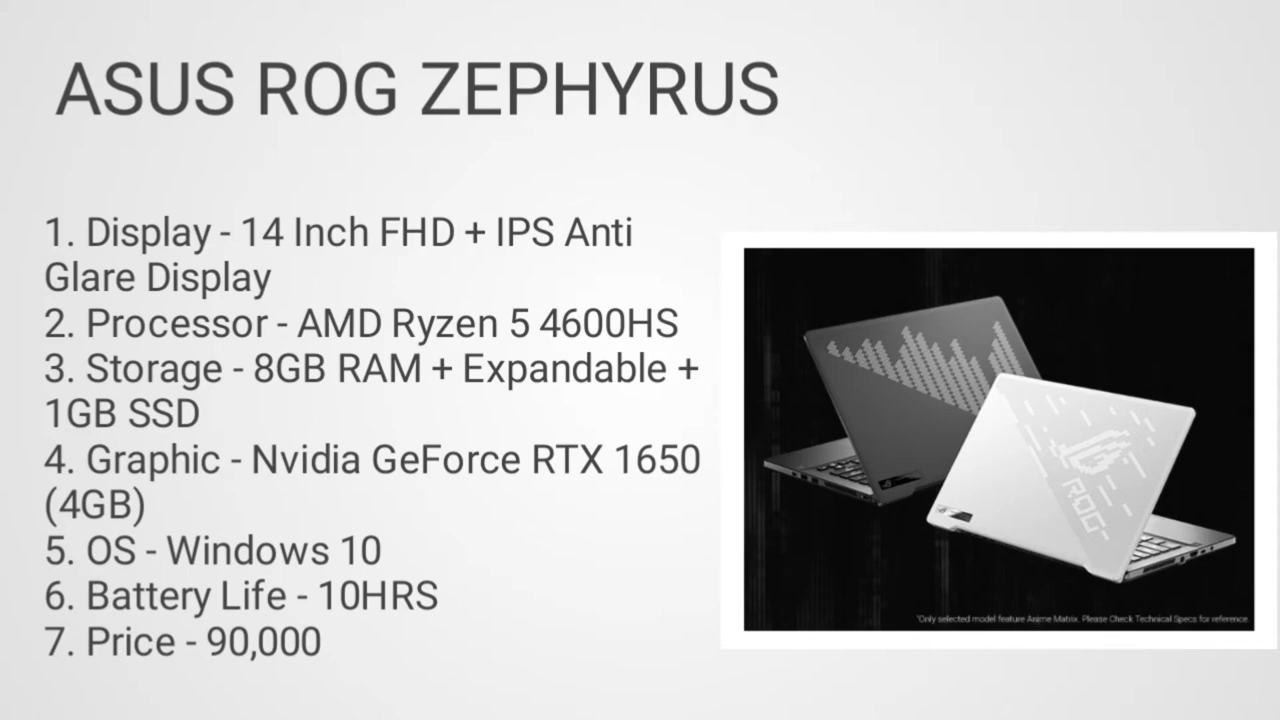 ASUS ROG ZEPHYRUS
1. Display - 14 Inch FHD + IPS Anti
Glare Display
2. Processor - AMD Ryzen 5 4600HS
3. Storage - 8GB RAM + Expandable +
1GB SSD
4. Graphic - Nvidia GeForce RTX 1650
(4GB)
5. OS - Windows 10
6. Battery Life - 10HRS
7. Price - 90,000
ROG
*Only selected model feature Anime Matrix. Please Check Technical Specs for reference.